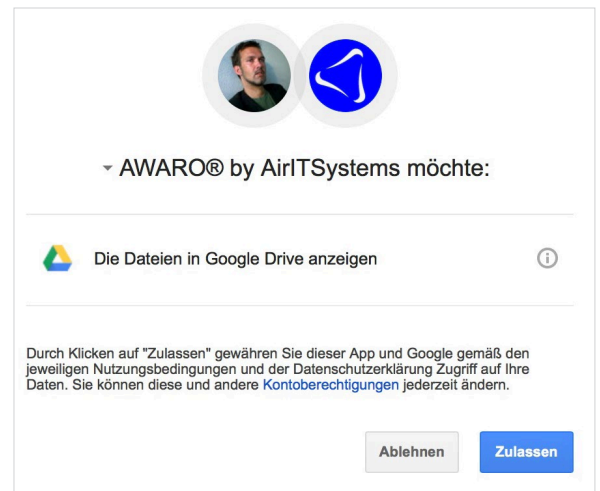 AWARO® by AirITSystems möchte:
Die Dateien in Google Drive anzeigen
Durch Klicken auf "Zulassen" gewähren Sie dieser App und Google gemäß den
jeweiligen Nutzungsbedingungen und der Datenschutzerklärung Zugriff auf Ihre
Daten. Sie können diese und andere Kontoberechtigungen jederzeit ändern.
Ablehnen
Zulassen